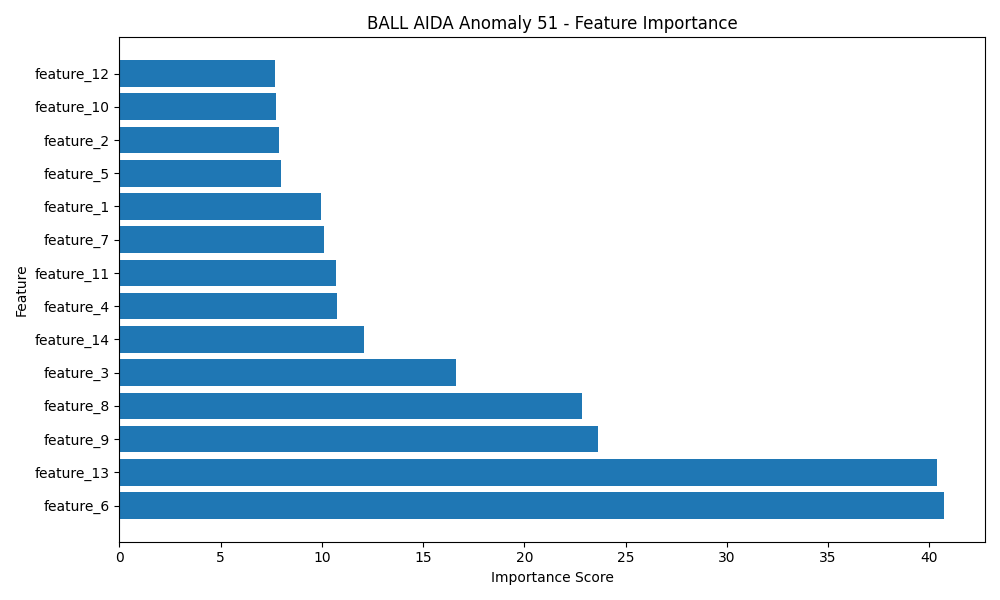 BALL AIDA Anomaly 51 - Feature Importance
Feature
feature_12
feature_10
feature_2
feature_5
feature_1
feature_7
feature_11
feature_4
feature_14
feature_3
feature_8
feature_9
feature_13
feature_6
0 5 10 15 20 25 30 35 40
Importance Score